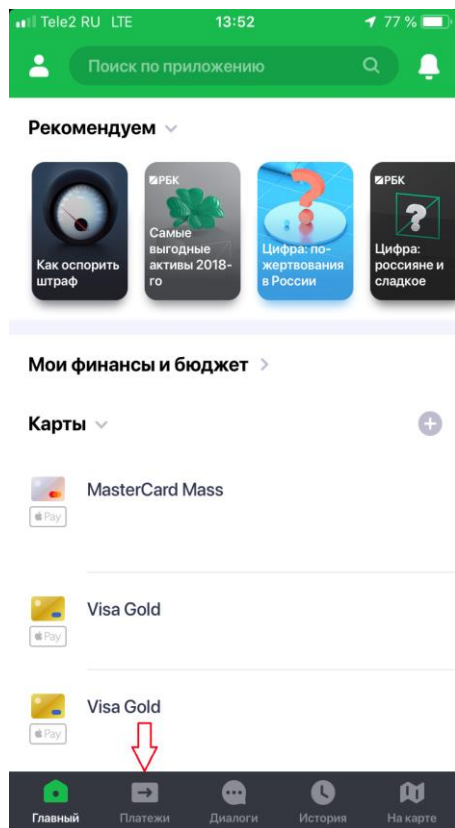 Tele2 RU LTE 13:52 77 %
Поиск по приложению
Рекомендуем
Как оспорить
штраф
РБК
Самые
выгодные
активы 2018-
го
Цифра: по-
жертвования
в России
РБК
Цифра:
россияне и
сладкое
Мои финансы и бюджет
Карты
MasterCard Mass
Pay
Visa Gold
Pay
Visa Gold
Pay
Главный Платежи Диалоги История На карте